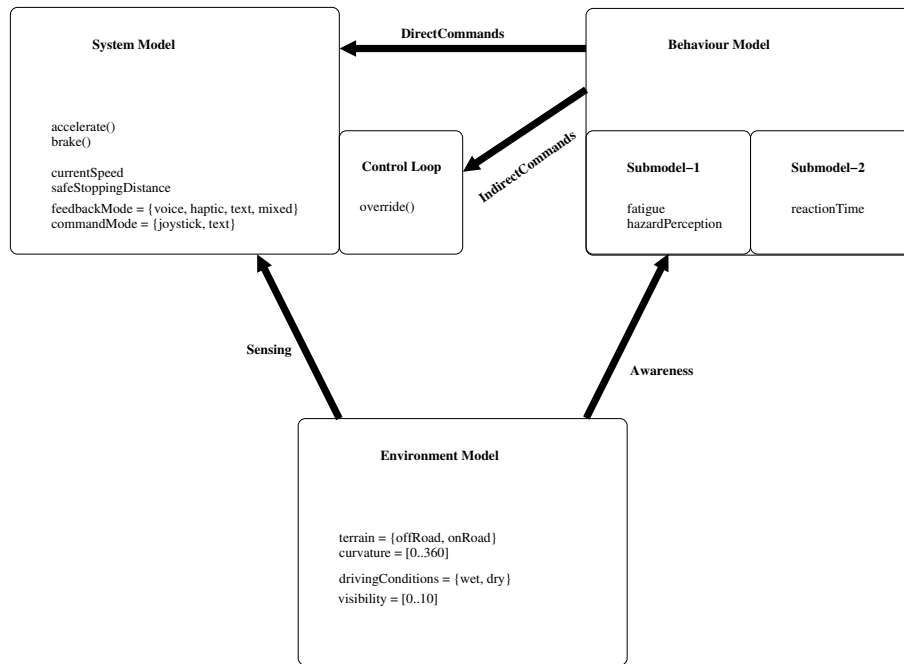 System Model
accelerate()
brake()
currentSpeed
safeStoppingDistance
feedbackMode = {voice, haptic, text, mixed}
commandMode = {joystick, text}
Control Loop
override()
DirectCommands
IndirectCommands
Behaviour Model
Submodel−1
fatigue
hazardPerception
Submodel−2
reactionTime
Sensing
Awareness
Environment Model
terrain = {offRoad, onRoad}
curvature = [0..360]
drivingConditions = {wet, dry}
visibility = [0..10]